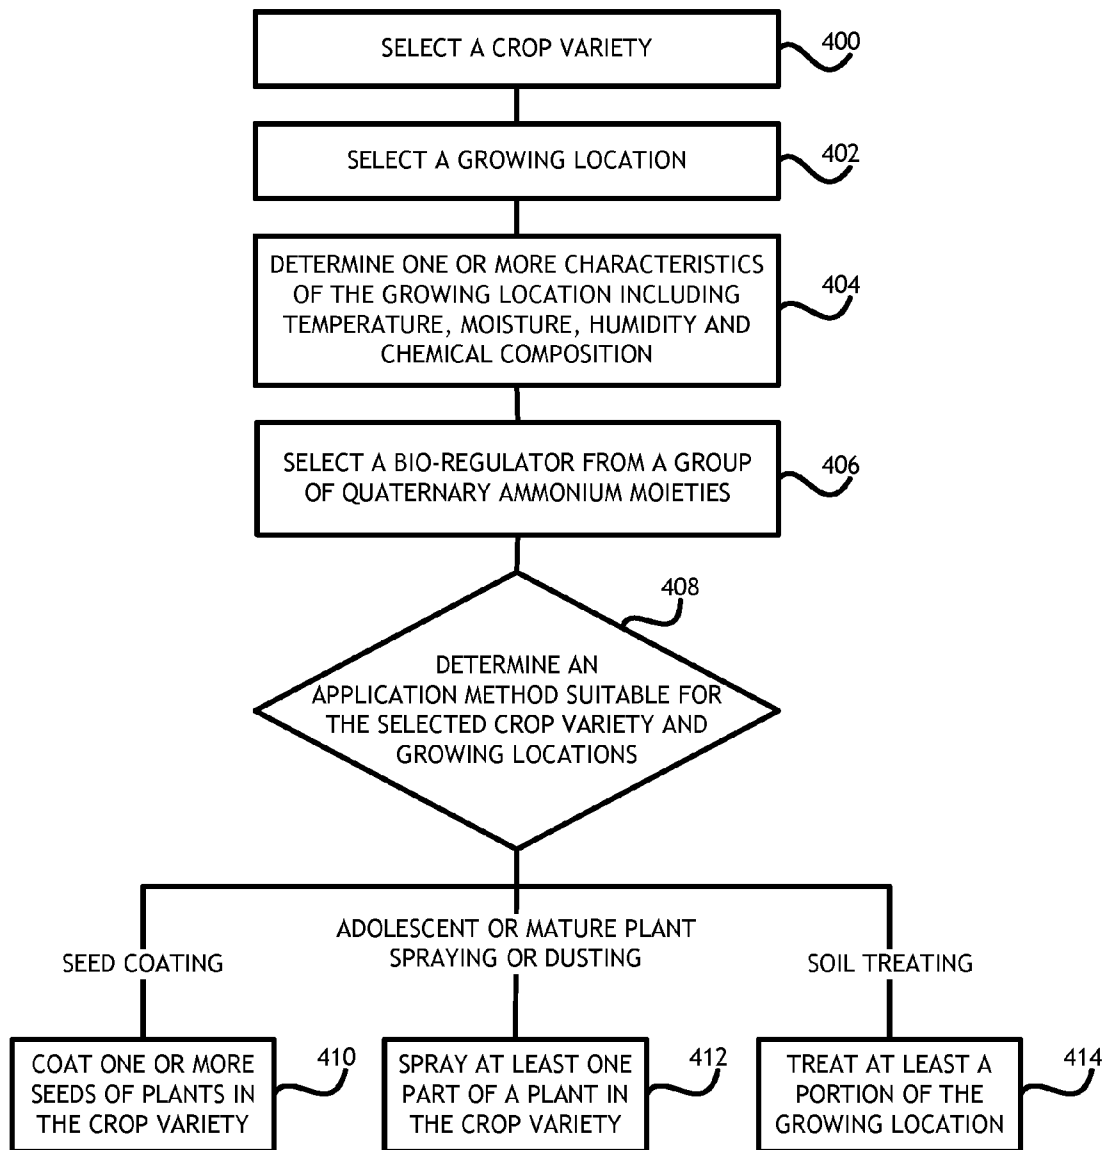 SELECT A CROP VARIETY
400
SELECT A GROWING LOCATION
402
DETERMINE ONE OR MORE CHARACTERISTICS
OF THE GROWING LOCATION INCLUDING
TEMPERATURE, MOISTURE, HUMIDITY AND
CHEMICAL COMPOSITION
404
SELECT A BIO-REGULATOR FROM A GROUP
OF QUATERNARY AMMONIUM MOIETIES
406
408
DETERMINE AN
APPLICATION METHOD SUITABLE FOR
THE SELECTED CROP VARIETY AND
GROWING LOCATIONS
SEED COATING
ADOLESCENT OR MATURE PLANT
SPRAYING OR DUSTING
SOIL TREATING
COAT ONE OR MORE
SEEDS OF PLANTS IN
THE CROP VARIETY
410
SPRAY AT LEAST ONE
PART OF A PLANT IN
THE CROP VARIETY
412
TREAT AT LEAST A
PORTION OF THE
GROWING LOCATION
414